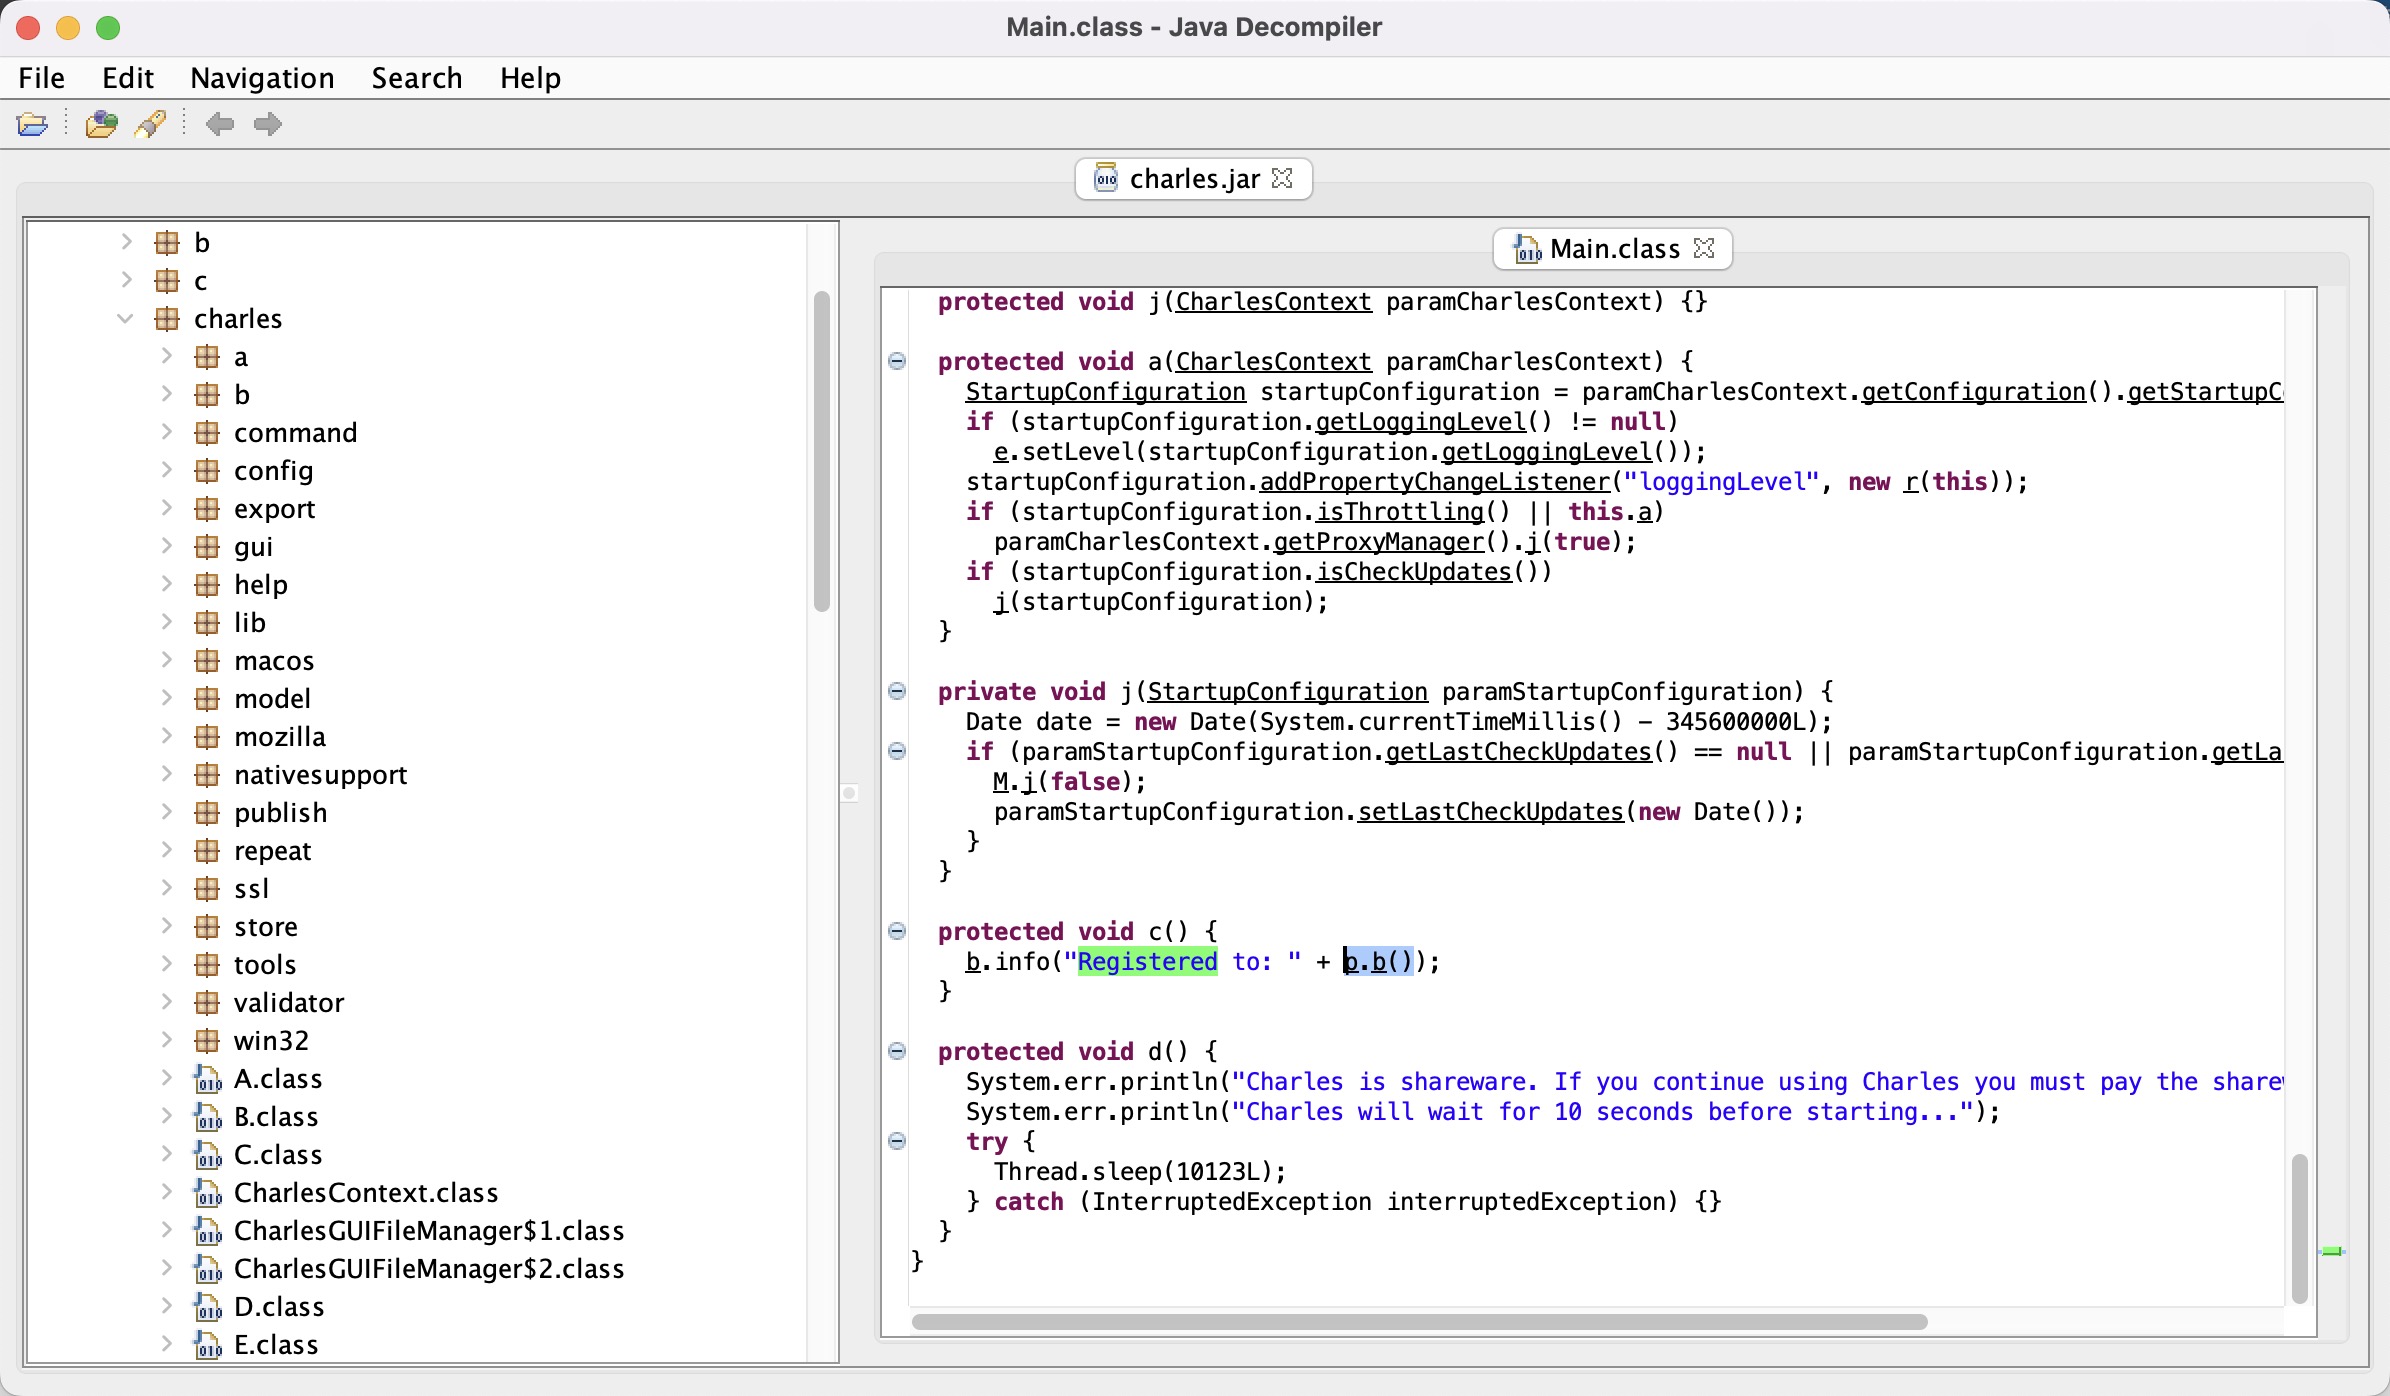 Main.class - Java Decompiler
File Edit Navigation Search Help
charles.jar
b
c
charles
a
b
command
config
export
gui
help
lib
macos
model
mozilla
nativesupport
publish
repeat
ssl
store
tools
validator
win32
A.class
B.class
C.class
CharlesContext.class
CharlesGUIFileManager$1.class
CharlesGUIFileManager$2.class
D.class
E.class
Main.class
protected void j(CharlesContext paramCharlesContext) {}
protected void a(CharlesContext paramCharlesContext) {
StartupConfiguration startupConfiguration = paramCharlesContext.getConfiguration().getStartupC
if (startupConfiguration.getLoggingLevel() != null)
e.setLevel(startupConfiguration.getLoggingLevel());
startupConfiguration.addPropertyChangeListener("loggingLevel", new r(this));
if (startupConfiguration.isThrottling() || this.a)
paramCharlesContext.getProxyManager().j(true);
if (startupConfiguration.isCheckUpdates())
j(startupConfiguration);
}
private void j(StartupConfiguration paramStartupConfiguration) {
Date date = new Date(System.currentTimeMillis() - 345600000L);
if (paramStartupConfiguration.getLastCheckUpdates() == null || paramStartupConfiguration.getLa
M.j(false);
paramStartupConfiguration.setLastCheckUpdates(new Date());
}
}
protected void c() {
b.info("Registered to: " + p.b());
}
protected void d() {
System.err.println("Charles is shareware. If you continue using Charles you must pay the sharew
System.err.println("Charles will wait for 10 seconds before starting...");
try {
Thread.sleep(10123L);
} catch (InterruptedException interruptedException) {}
}
}